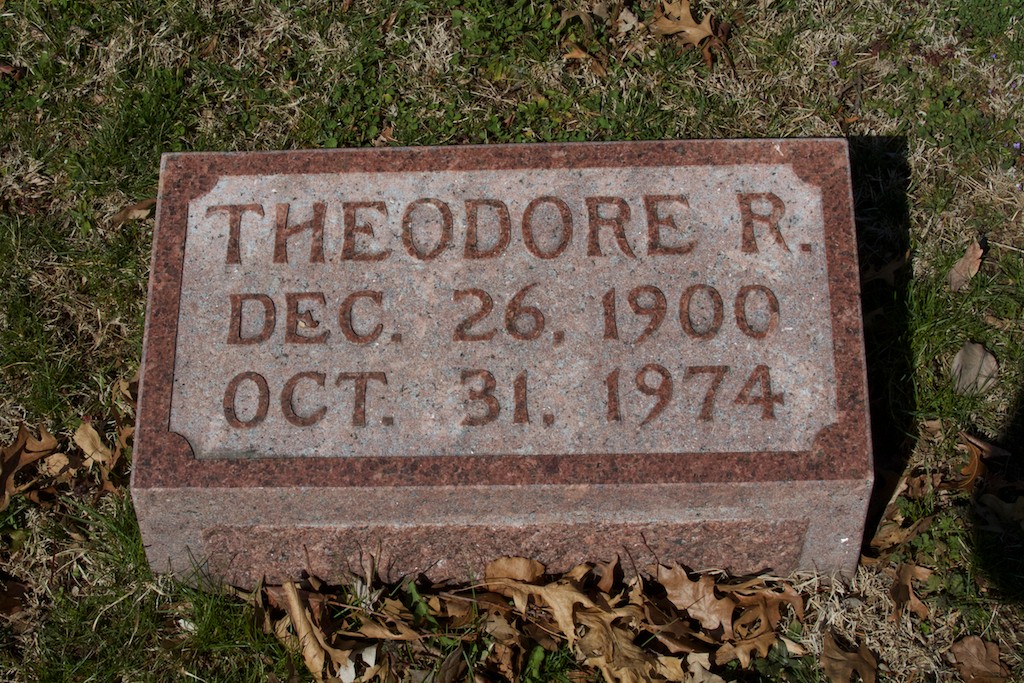 THEODORE R.
DEC. 26, 1900
OCT. 31, 1974